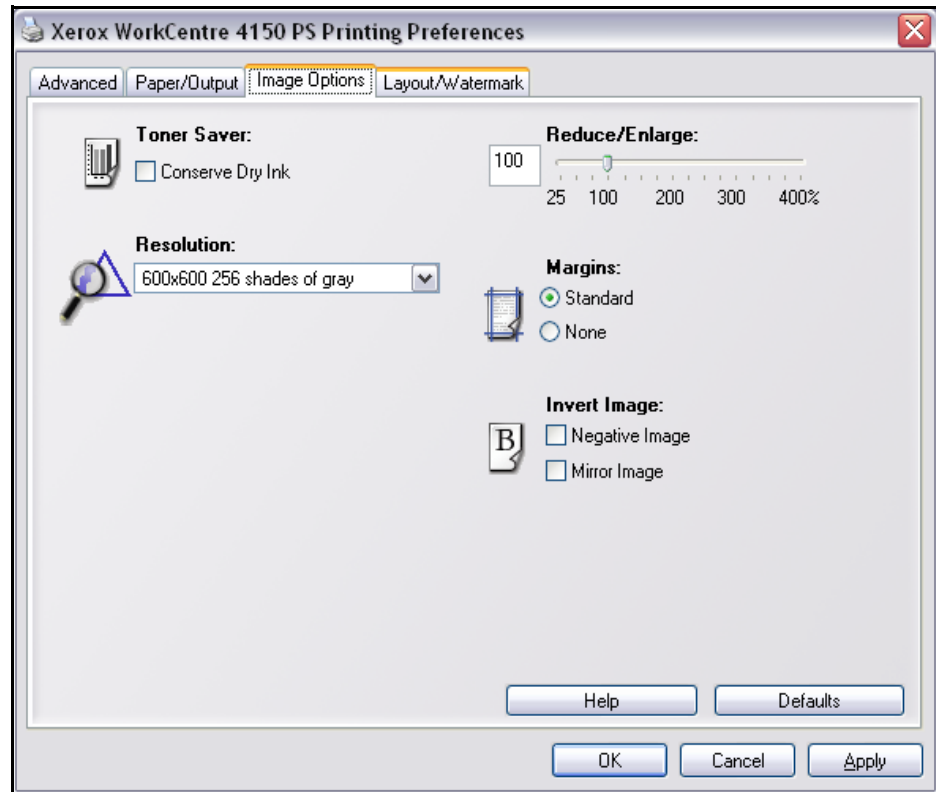 Xerox WorkCentre 4150 PS Printing Preferences
Advanced Paper/Output Image Options Layout/Watermark
Toner Saver:
Conserve Dry Ink
Resolution:
600x600 256 shades of gray
Reduce/Enlarge:
100
25 100 200 300 400%
Margins:
Standard
None
Invert Image:
B
Negative Image
Mirror Image
Help Defaults
OK Cancel Apply